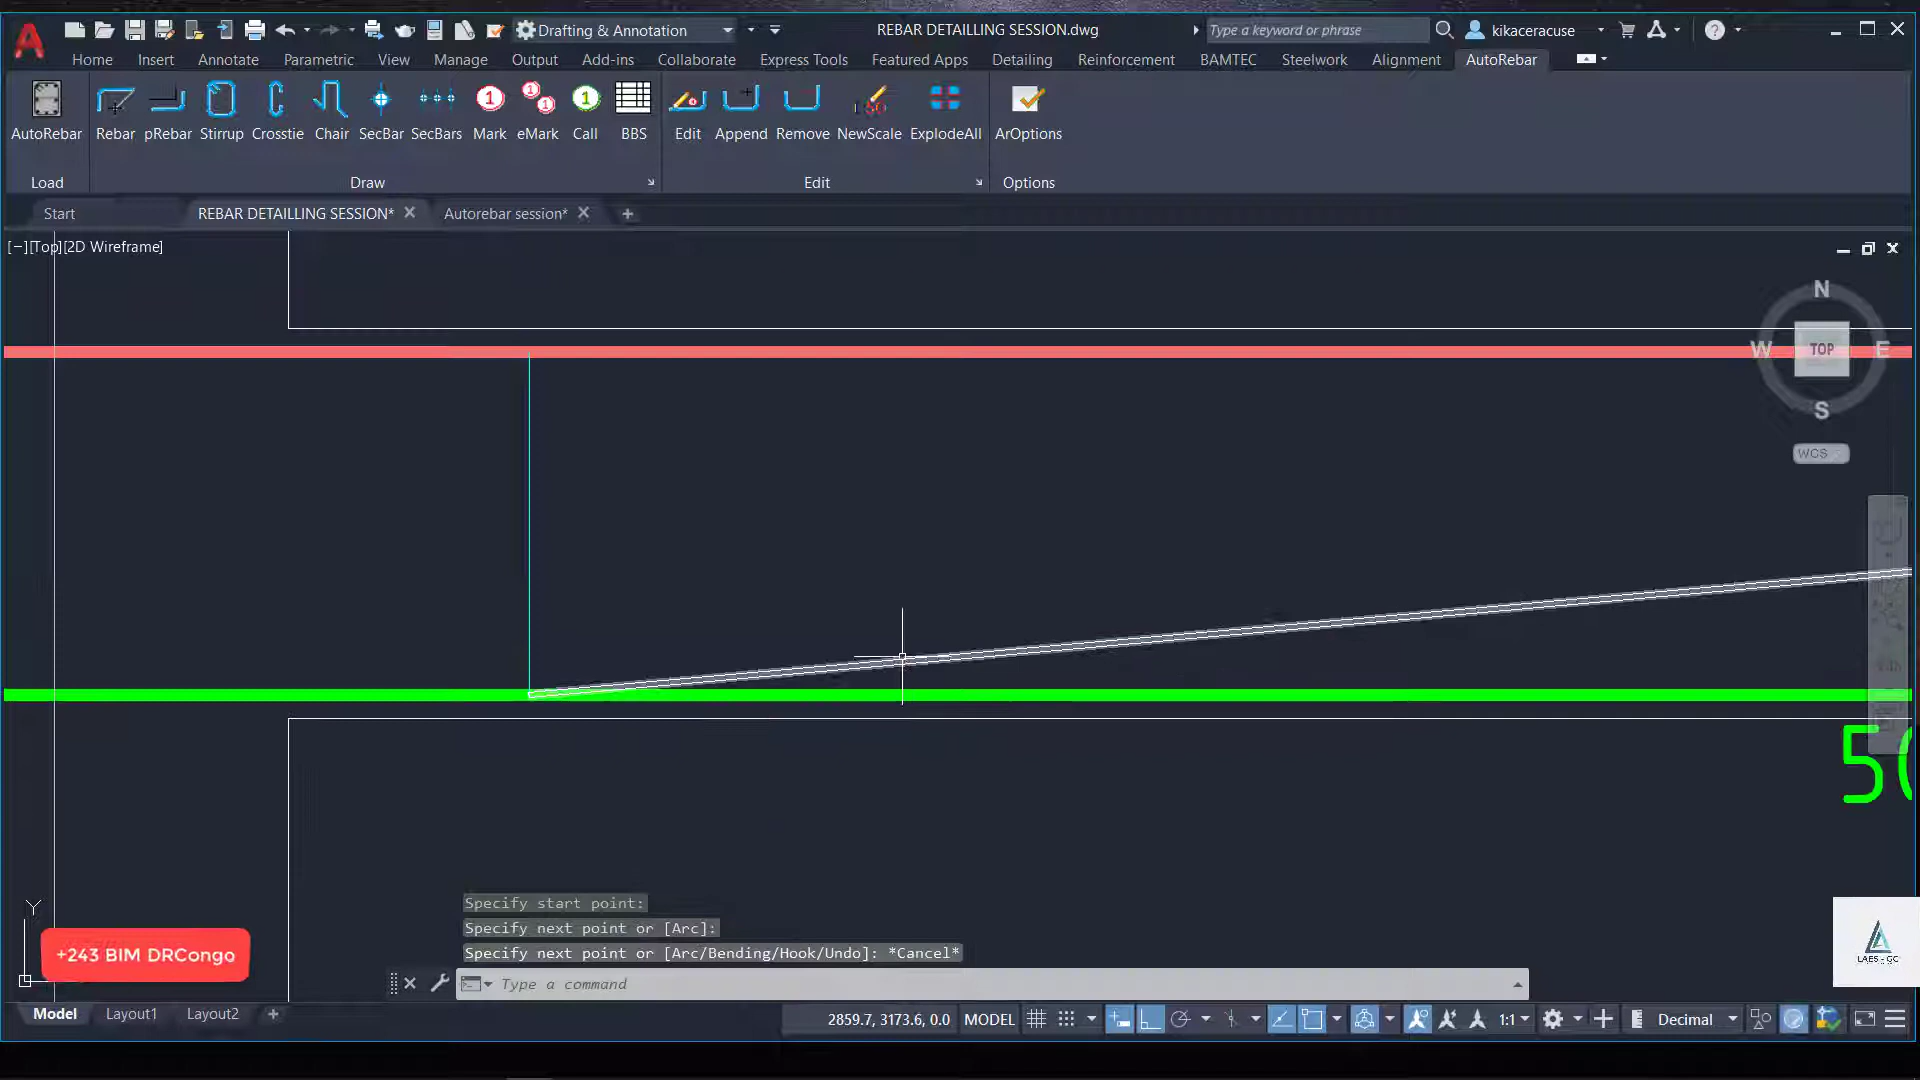 Drafting & Annotation
REBAR DETAILLING SESSION.dwg
Type a keyword or phrase
kikaceracuse
Home Insert Annotate Parametric View Manage Output Add-ins Collaborate Express Tools Featured Apps Detailing Reinforcement BAMTEC Steelwork Alignment AutoRebar
AutoRebar Rebar pRebar Stirrup Crosstie Chair SecBar SecBars Mark eMark Call BBS Edit Append Remove NewScale ExplodeAll ArOptions
Load Draw Edit Options
Start REBAR DETAILLING SESSION* Autorebar session*
[−][Top][2D Wireframe]
N
W TOP E
S
WCS
50
Specify start point:
Specify next point or [Arc]:
Specify next point or [Arc/Bending/Hook/Undo]: *Cancel*
Type a command
Y
+243 BIM DRCongo
LAES - GC
Model Layout1 Layout2
2859.7, 3173.6, 0.0 MODEL 1:1 Decimal